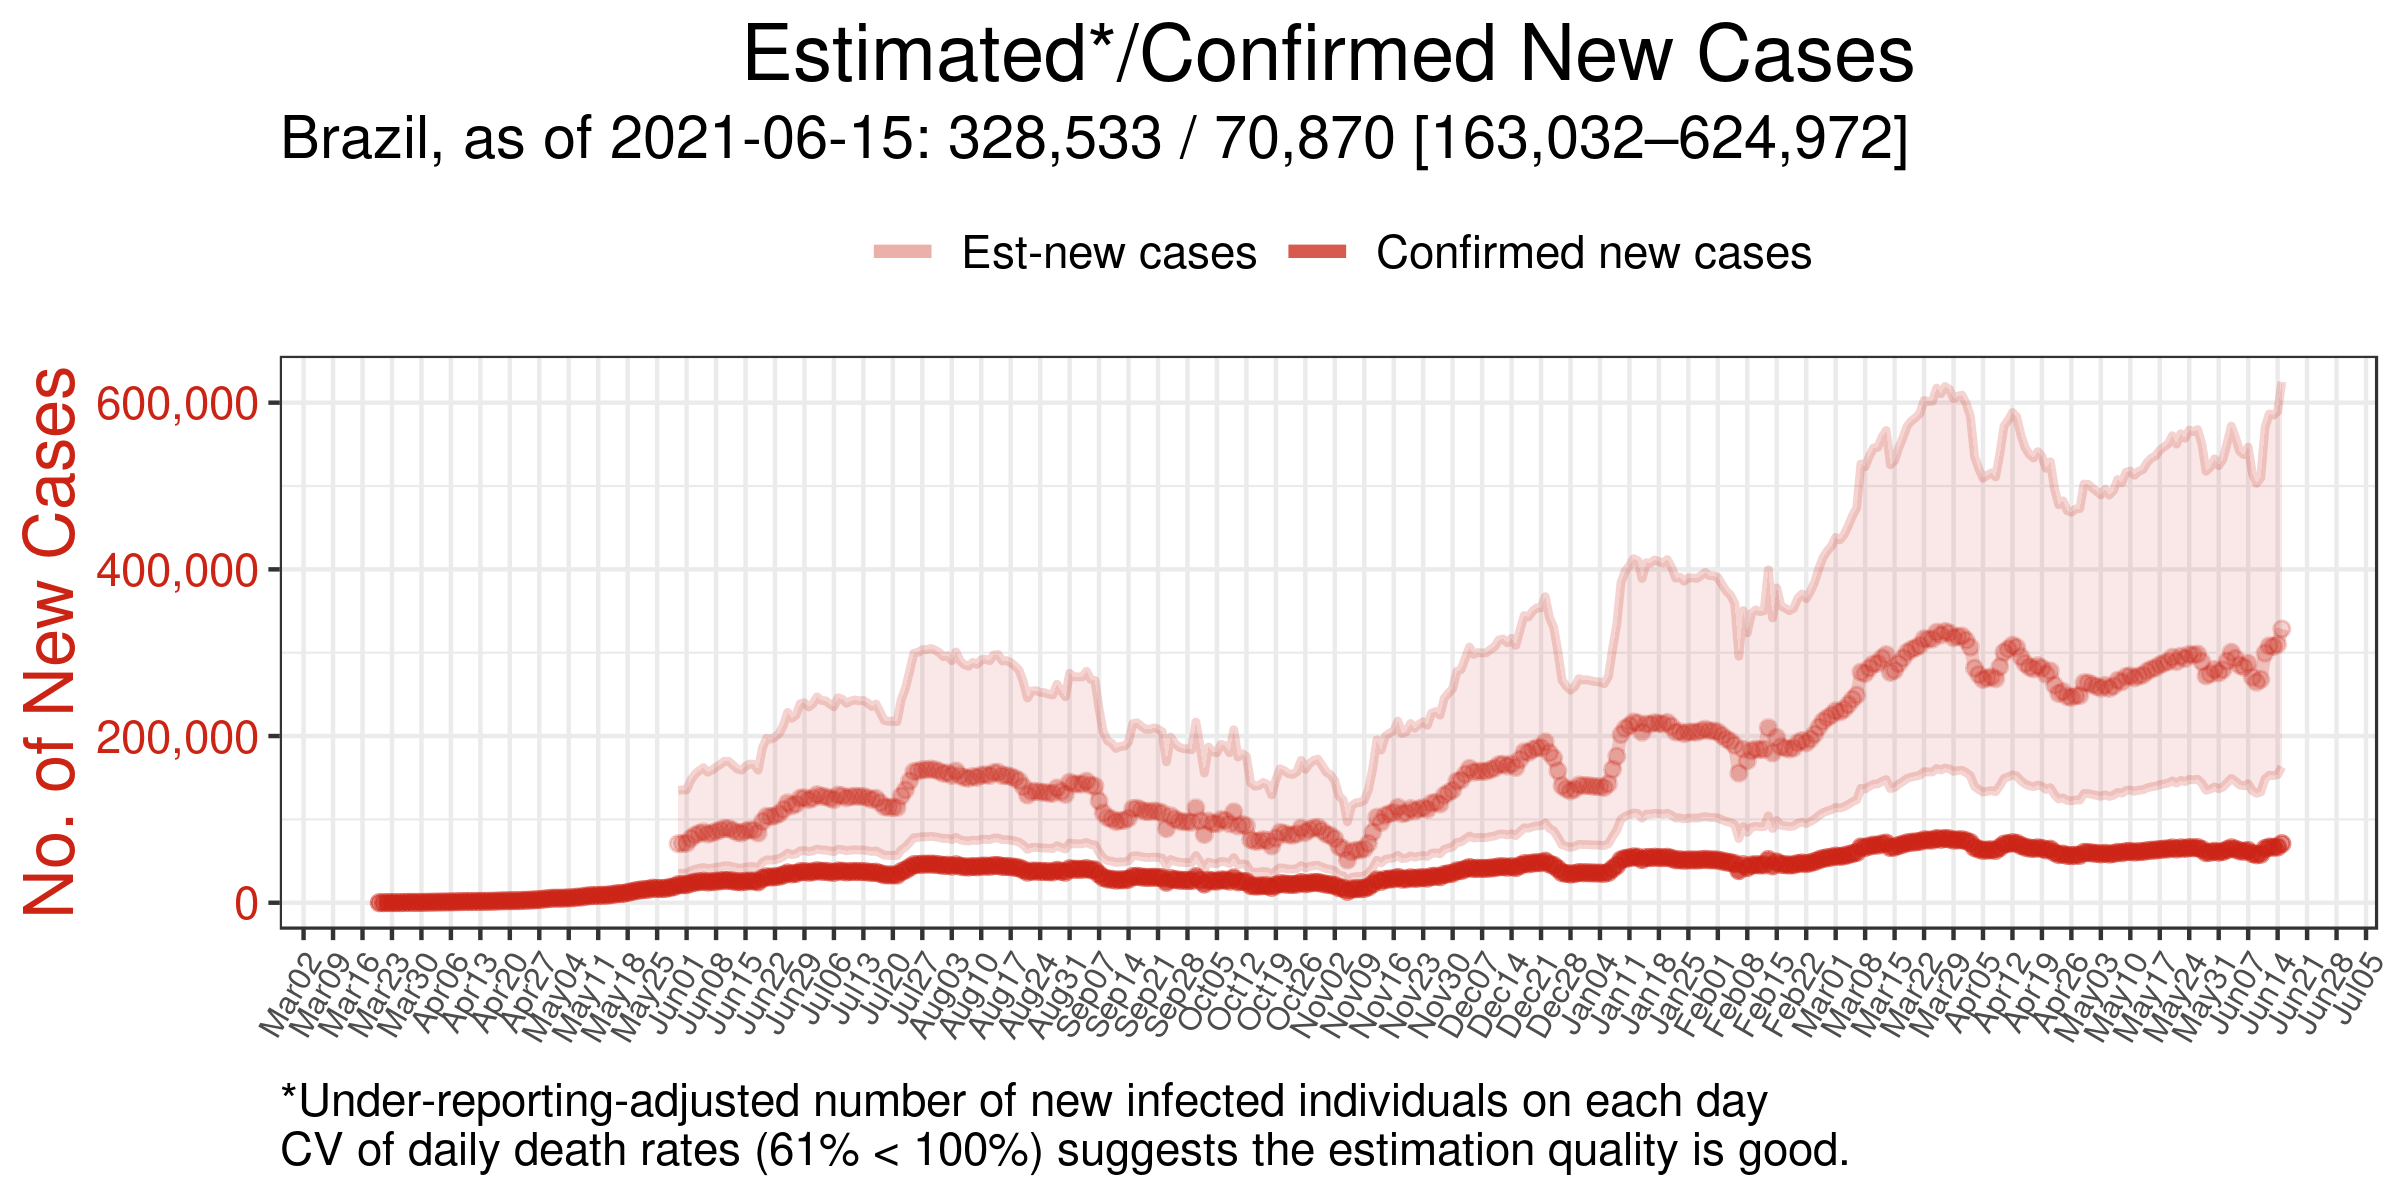 Estimated*/Confirmed New Cases
Brazil, as of 2021-06-15: 328,533 / 70,870 [163,032–624,972]
Est-new cases
Confirmed new cases
No. of New Cases
600,000
400,000
200,000
0
Mar02
Mar09
Mar16
Mar23
Mar30
Apr06
Apr13
Apr20
Apr27
May04
May11
May18
May25
Jun01
Jun08
Jun15
Jun22
Jun29
Jul06
Jul13
Jul20
Jul27
Aug03
Aug10
Aug17
Aug24
Aug31
Sep07
Sep14
Sep21
Sep28
Oct05
Oct12
Oct19
Oct26
Nov02
Nov09
Nov16
Nov23
Nov30
Dec07
Dec14
Dec21
Dec28
Jan04
Jan11
Jan18
Jan25
Feb01
Feb08
Feb15
Feb22
Mar01
Mar08
Mar15
Mar22
Mar29
Apr05
Apr12
Apr19
Apr26
May03
May10
May17
May24
May31
Jun07
Jun14
Jun21
Jun28
Jul05
*Under-reporting-adjusted number of new infected individuals on each day
CV of daily death rates (61% < 100%) suggests the estimation quality is good.